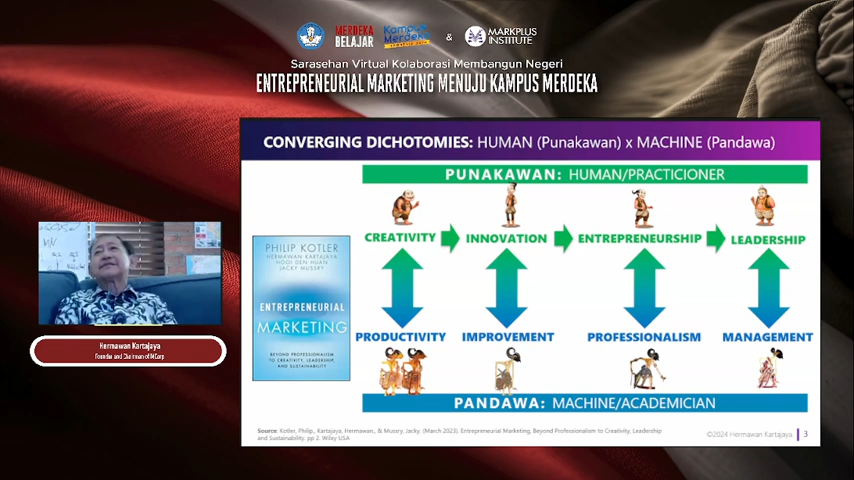 MERDEKA
BELAJAR
Kampus
Merdeka
&
MARKPLUS
INSTITUTE
Sarasehan Virtual Kolaborasi Membangun Negeri
ENTREPRENEURIAL MARKETING MENUJU KAMPUS MERDEKA
CONVERGING DICHOTOMIES: HUMAN (Punakawan) x MACHINE (Pandawa)
PUNAKAWAN: HUMAN/PRACTICIONER
CREATIVITY
INNOVATION
ENTREPRENEURSHIP
LEADERSHIP
PHILIP KOTLER
HERMAWAN KARTAJAYA
HOOI DEN HUAN
JACKY MUSSRY
ENTREPRENEURIAL
MARKETING
BEYOND PROFESSIONALISM
TO CREATIVITY, LEADERSHIP,
AND SUSTAINABILITY
PRODUCTIVITY
IMPROVEMENT
PROFESSIONALISM
MANAGEMENT
PANDAWA: MACHINE/ACADEMICIAN
Hermawan Kartajaya
Founder and Chairman of MCorp
Source: Kotler, Philip., Kartajaya, Hermawan., & Mussry, Jacky. (March 2023). Entrepreneurial Marketing, Beyond Professionalism to Creativity, Leadership
and Sustainability. pp 2. Wiley USA
©2024 Hermawan Kartajaya
3